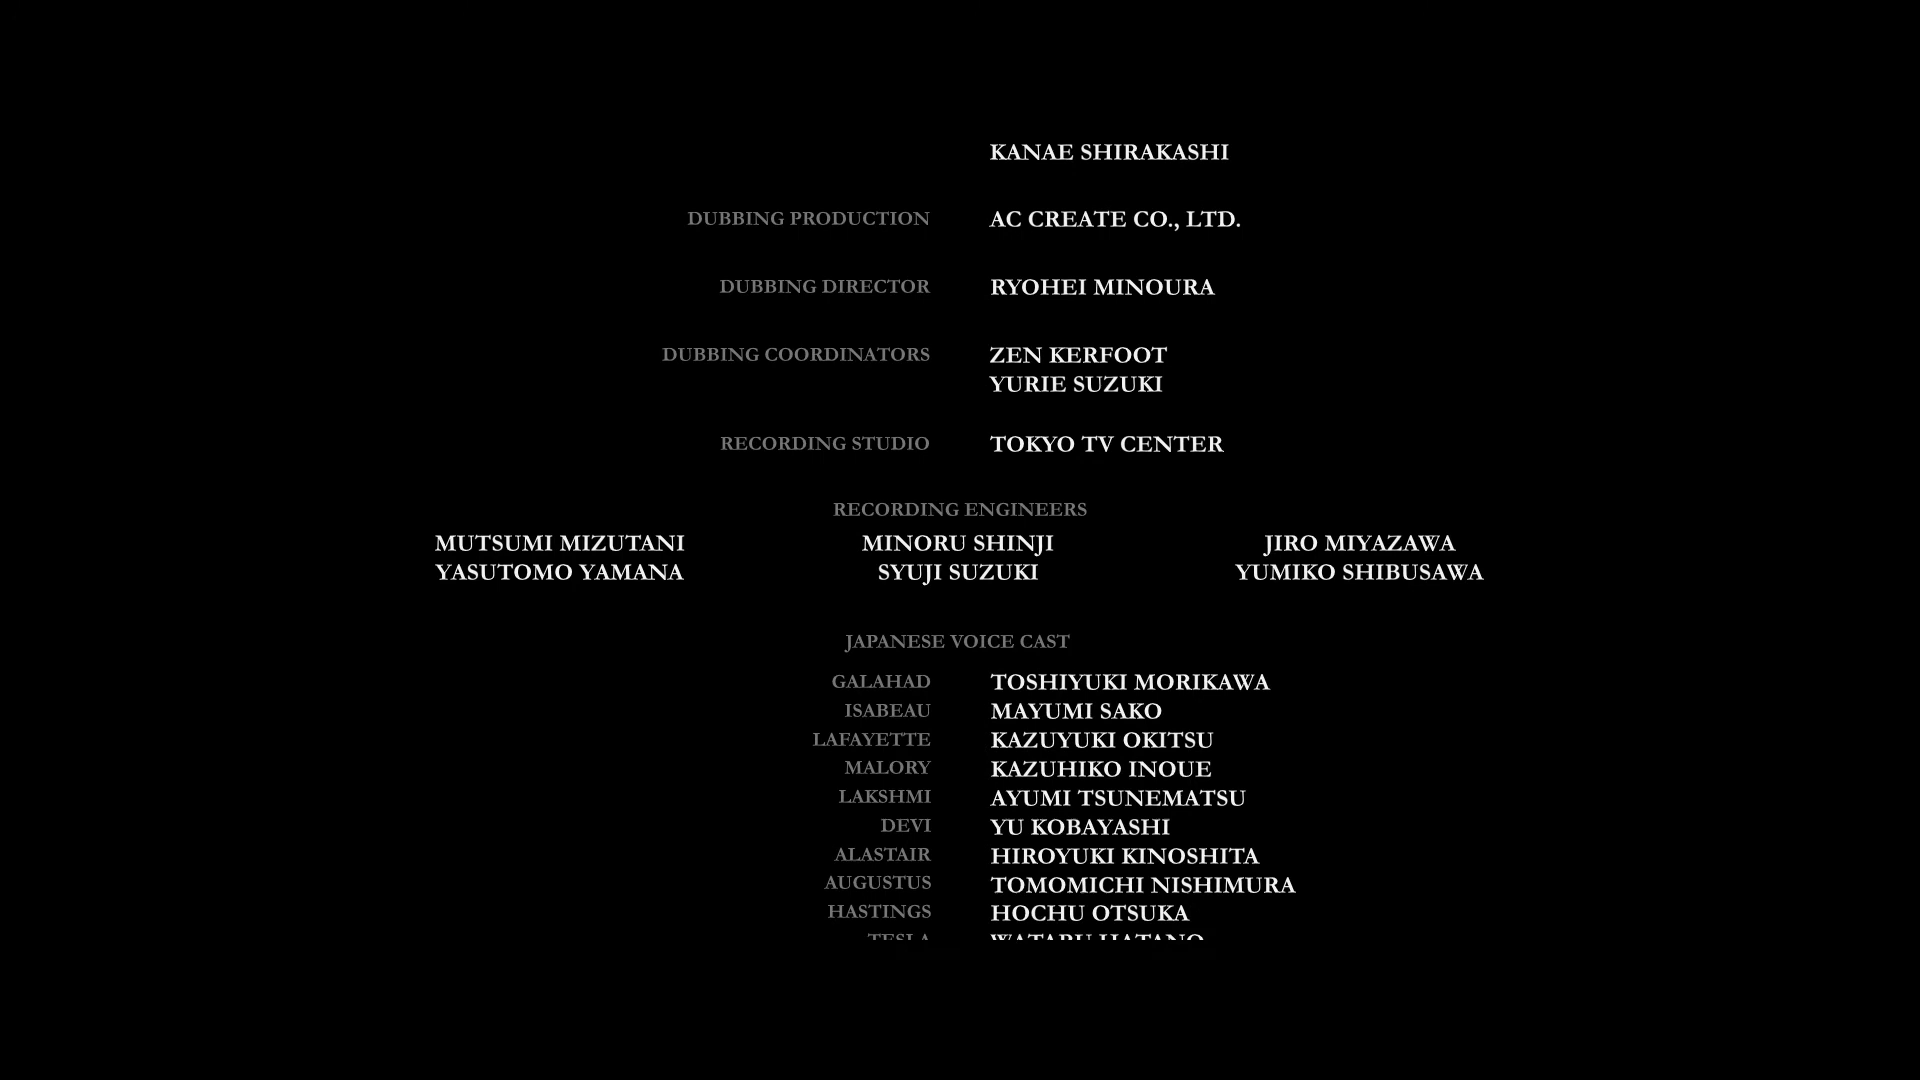 KANAE SHIRAKASHI
DUBBING PRODUCTION AC CREATE CO., LTD.
DUBBING DIRECTOR RYOHEI MINOURA
DUBBING COORDINATORS ZEN KERFOOT
YURIE SUZUKI
RECORDING STUDIO TOKYO TV CENTER
RECORDING ENGINEERS
MUTSUMI MIZUTANI MINORU SHINJI JIRO MIYAZAWA
YASUTOMO YAMANA SYUJI SUZUKI YUMIKO SHIBUSAWA
JAPANESE VOICE CAST
GALAHAD TOSHIYUKI MORIKAWA
ISABEAU MAYUMI SAKO
LAFAYETTE KAZUYUKI OKITSU
MALORY KAZUHIKO INOUE
LAKSHMI AYUMI TSUNEMATSU
DEVI YU KOBAYASHI
ALASTAIR HIROYUKI KINOSHITA
AUGUSTUS TOMOMICHI NISHIMURA
HASTINGS HOCHU OTSUKA
TESLA WATARU HATANO